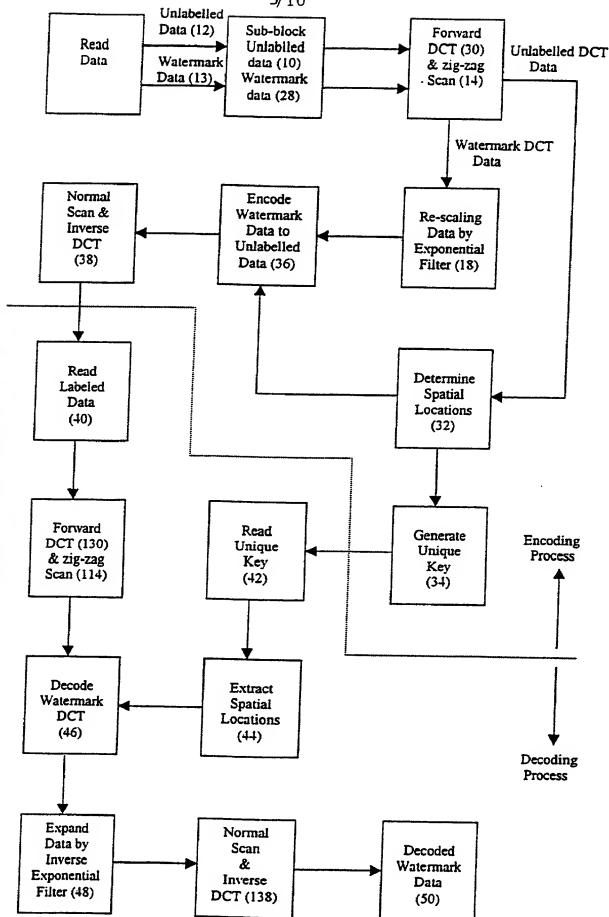 Read
Data
Unlabelled
Data (12)
Watermark
Data (13)
Sub-block
Unlablled
data (10)
Watermark
data (28)
Forward
DCT (30)
& zig-zag
Scan (14)
Unlabelled DCT
Data
Watermark DCT
Data
Normal
Scan &
Inverse
DCT
(38)
Encode
Watermark
Data to
Unlabelled
Data (36)
Re-scaling
Data by
Exponential
Filter (18)
Read
Labeled
Data
(40)
Determine
Spatial
Locations
(32)
Forward
DCT (130)
& zig-zag
Scan (114)
Read
Unique
Key
(42)
Generate
Unique
Key
(34)
Encoding
Process
Decode
Watermark
DCT
(46)
Extract
Spatial
Locations
(44)
Decoding
Process
Expand
Data by
Inverse
Exponential
Filter (48)
Normal
Scan
&
Inverse
DCT (138)
Decoded
Watermark
Data
(50)